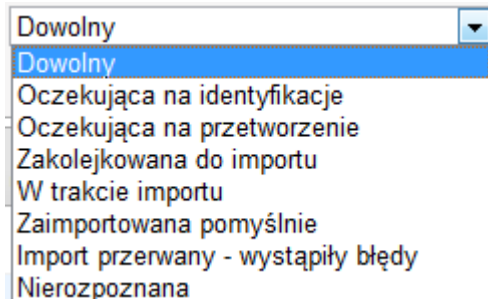 Dowolny
Dowolny
Oczekująca na identyfikacje
Oczekująca na przetworzenie
Zakolejkowana do importu
W trakcie importu
Zaimportowana pomyślnie
Import przerwany - wystąpiły błędy
Nierozpoznana